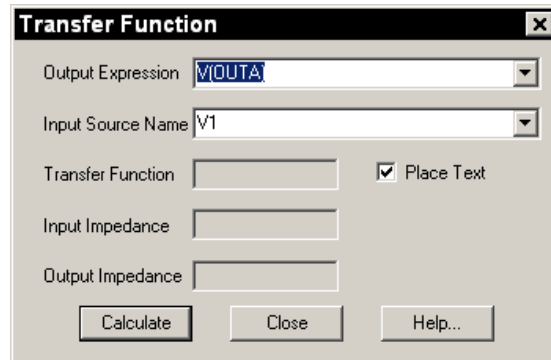 Transfer Function
Output Expression V(OUTA)
Input Source Name V1
Transfer Function
Place Text
Input Impedance
Output Impedance
Calculate Close Help...